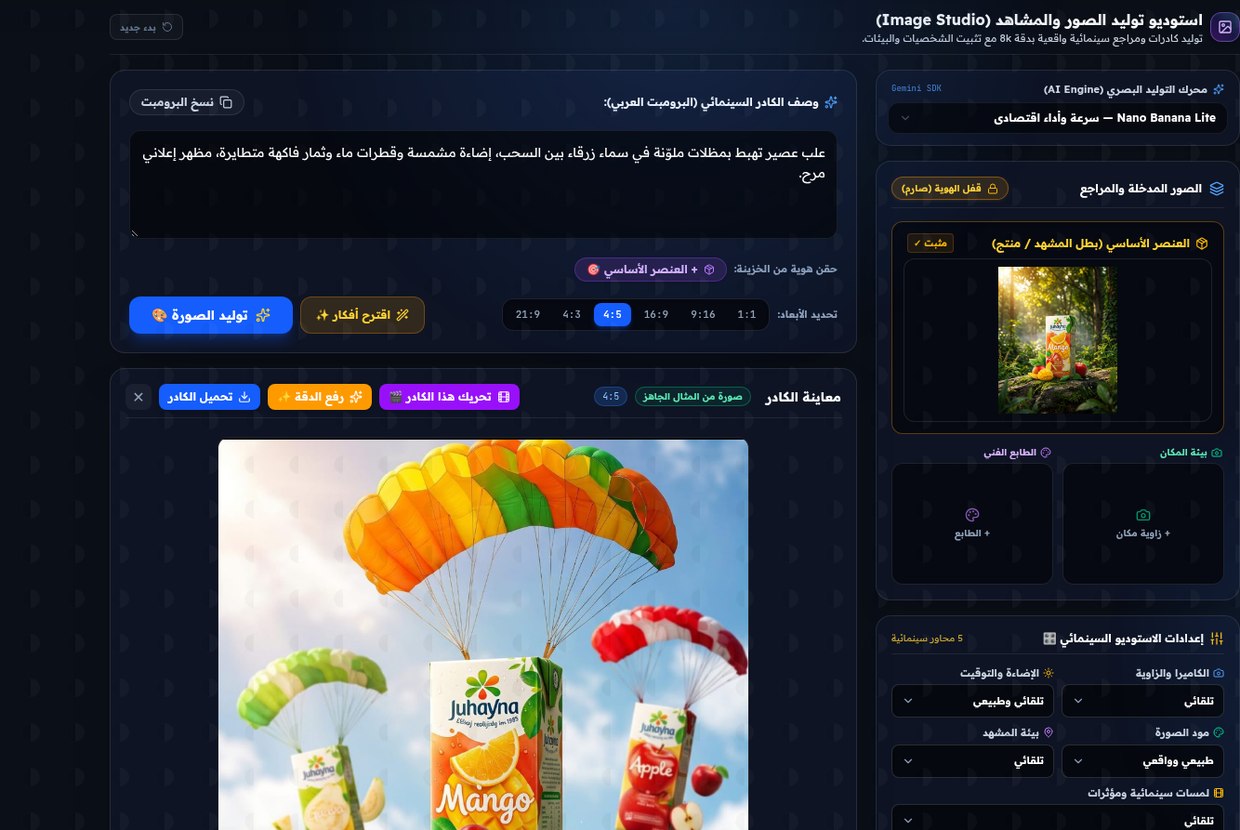 استوديو توليد الصور والمشاهد (Image Studio)
توليد كادرات ومراجع سينمائية واقعية بدقة 8k مع تثبيت الشخصيات والبيئات.
بدء جديد
محرك التوليد البصري (AI Engine)
Gemini SDK
Nano Banana Lite — سرعة وأداء اقتصادي
الصور المدخلة والمراجع
قفل الهوية (صارم)
العنصر الأساسي (بطل المشهد / منتج)
مثبت ✓
بيئة المكان
الطابع الفني
+ زاوية مكان
+ الطابع
إعدادات الاستوديو السينمائي 🎛️
5 محاور سينمائية
الكاميرا والزاوية
الإضاءة والتوقيت
تلقائي
تلقائي وطبيعي
مود الصورة
بيئة المشهد
طبيعي وواقعي
تلقائي
لمسات سينمائية ومؤثرات
تلقائي
وصف الكادر السينمائي (البرومبت العربي):
نسخ البرومبت
علب عصير تهبط بمظلات ملوّنة في سماء زرقاء بين السحب، إضاءة مشمسة وقطرات ماء وثمار فاكهة متطايرة، مظهر إعلاني
مرح.
حقن هوية من الخزينة:
+ العنصر الأساسي 🎯
تحديد الأبعاد:
1:1
9:16
16:9
4:5
4:3
21:9
اقترح أفكار ✨
توليد الصورة 🎨
معاينة الكادر
صورة من المثال الجاهز
4:5
تحريك هذا الكادر 🎬
رفع الدقة ✨
تحميل الكادر
Juhayna
Mango
Juhayna
Apple
Juhayna